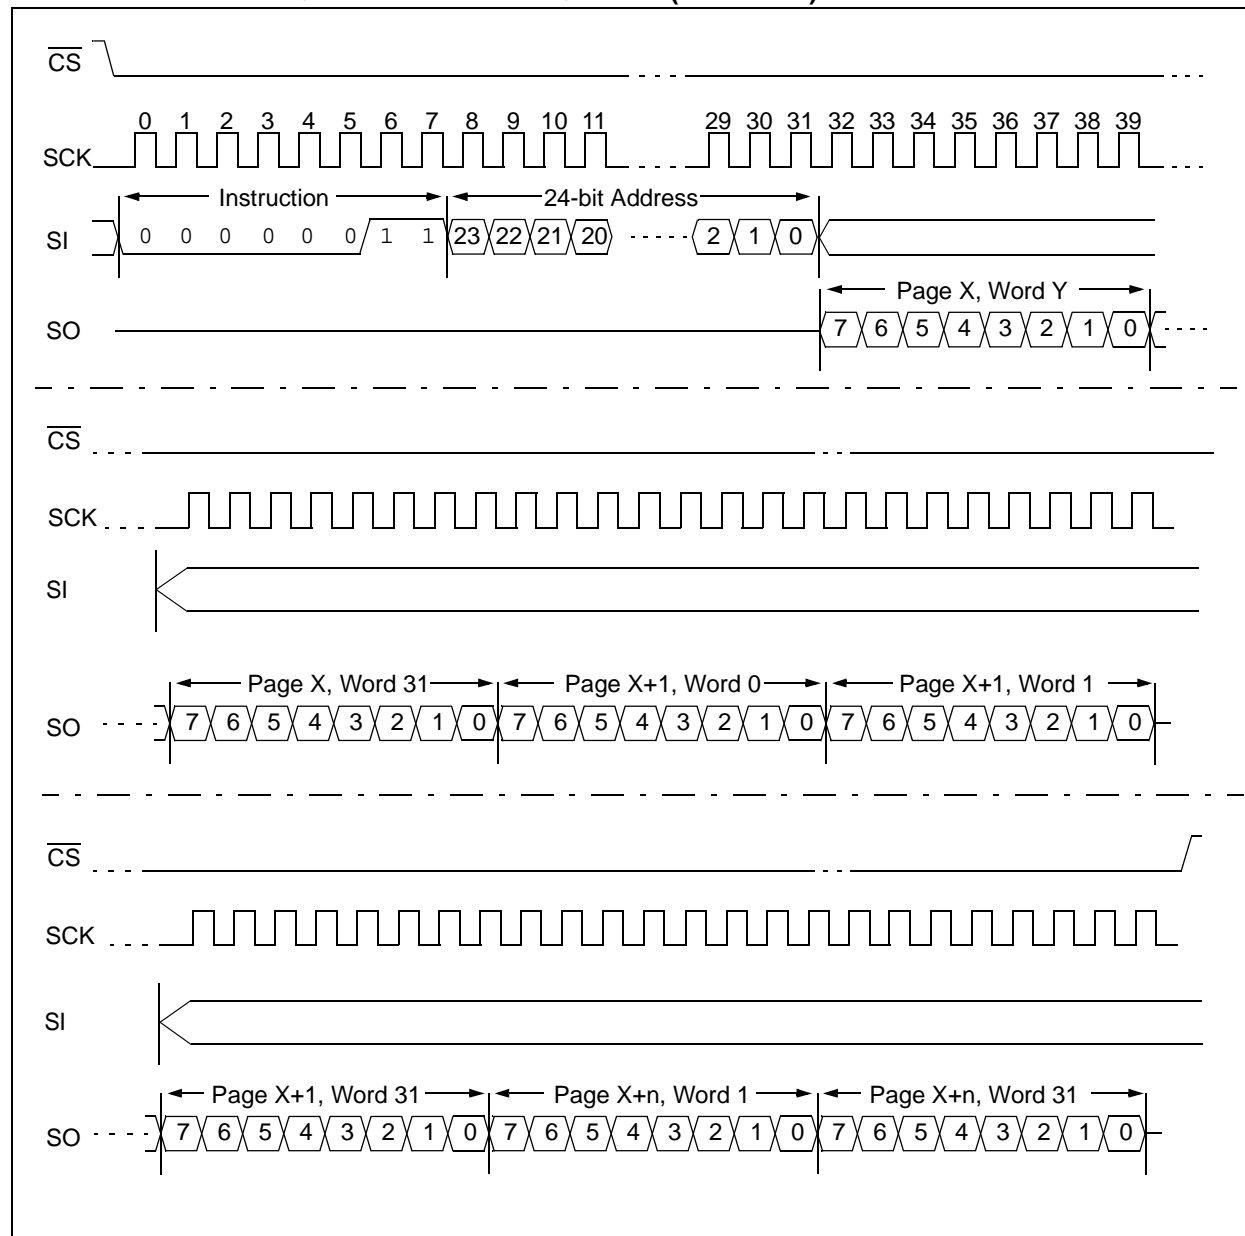 CS
0 1 2 3 4 5 6 7 8 9 10 11 29 30 31 32 33 34 35 36 37 38 39
SCK
Instruction 24-bit Address
SI 0 0 0 0 0 0 1 1 23 22 21 20 2 1 0
Page X, Word Y
SO 7 6 5 4 3 2 1 0
CS
SCK
SI
Page X, Word 31 Page X+1, Word 0 Page X+1, Word 1
SO 7 6 5 4 3 2 1 0 7 6 5 4 3 2 1 0 7 6 5 4 3 2 1 0
CS
SCK
SI
Page X+1, Word 31 Page X+n, Word 1 Page X+n, Word 31
SO 7 6 5 4 3 2 1 0 7 6 5 4 3 2 1 0 7 6 5 4 3 2 1 0